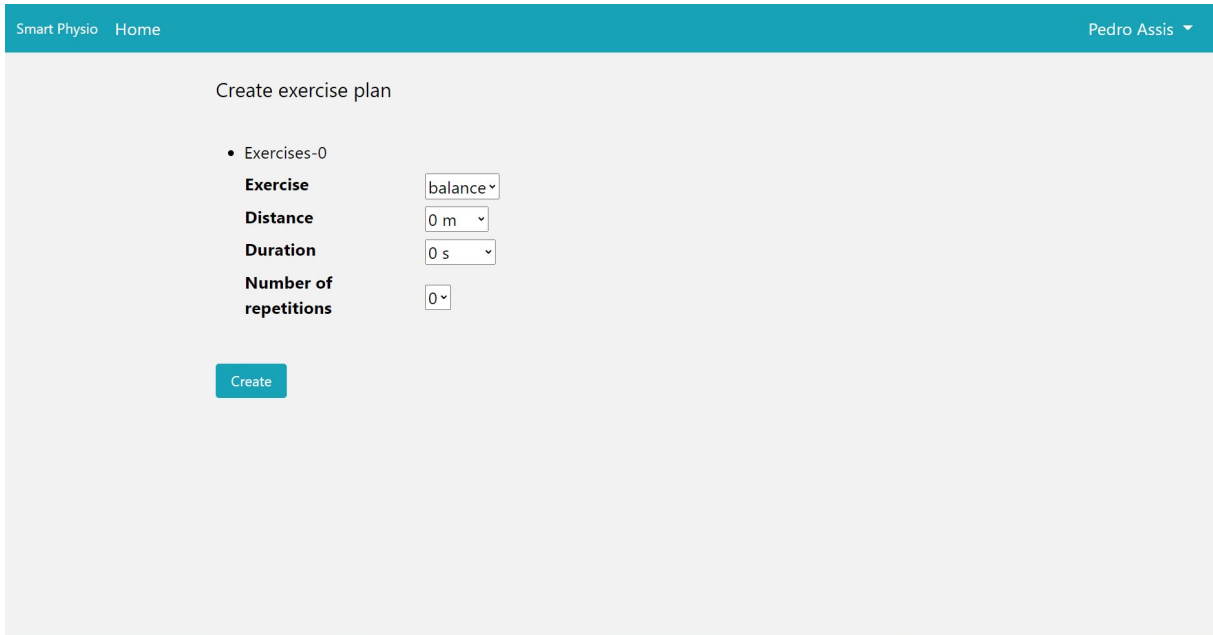 Smart Physio Home Pedro Assis
Create exercise plan
Exercises-0
Exercise balance
Distance 0 m
Duration 0 s
Number of
repetitions 0
Create